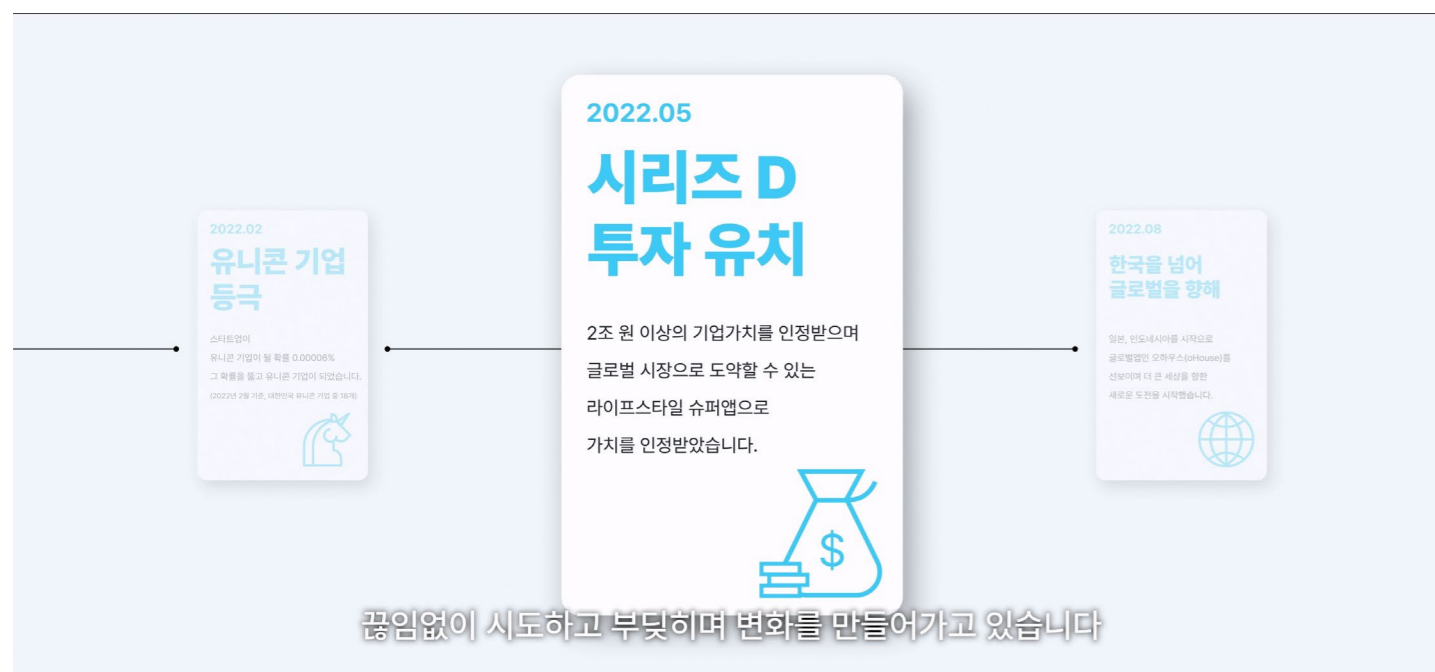 2022.02
유니콘 기업
등극
스타트업이
유니콘 기업이 될 확률 0.00006%
그 확률을 뚫고 유니콘 기업이 되었습니다.
(2022년 2월 기준, 대한민국 유니콘 기업 총 18개)
2022.05
시리즈 D
투자 유치
2조 원 이상의 기업가치를 인정받으며
글로벌 시장으로 도약할 수 있는
라이프스타일 슈퍼앱으로
가치를 인정받았습니다.
$
2022.08
한국을 넘어
글로벌을 향해
일본, 인도네시아를 시작으로
글로벌앱인 오하우스(oHouse)를
선보이며 더 큰 세상을 향한
새로운 도전을 시작했습니다.
끊임없이 시도하고 부딪히며 변화를 만들어가고 있습니다